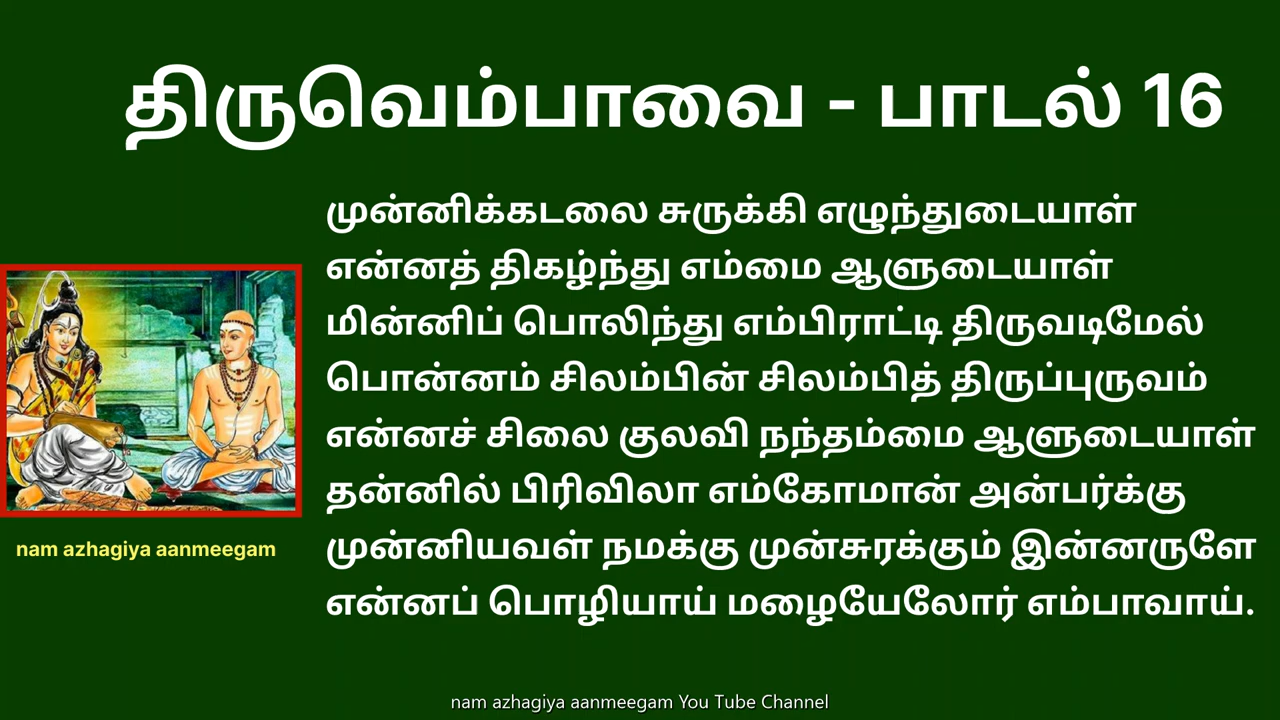 திருவெம்பாவை - பாடல் 16
முன்னிக்கடலை சுருக்கி எழுந்துடையாள்
என்னத் திகழ்ந்து எம்மை ஆளுடையாள்
மின்னிப் பொலிந்து எம்பிராட்டி திருவடிமேல்
பொன்னம் சிலம்பின் சிலம்பித் திருப்புருவம்
என்னச் சிலை குலவி நந்தம்மை ஆளுடையாள்
தன்னில் பிரிவிலா எம்கோமான் அன்பர்க்கு
முன்னியவள் நமக்கு முன்சுரக்கும் இன்னருளே
என்னப் பொழியாய் மழையேலோர் எம்பாவாய்.
nam azhagiya aanmeegam
nam azhagiya aanmeegam You Tube Channel